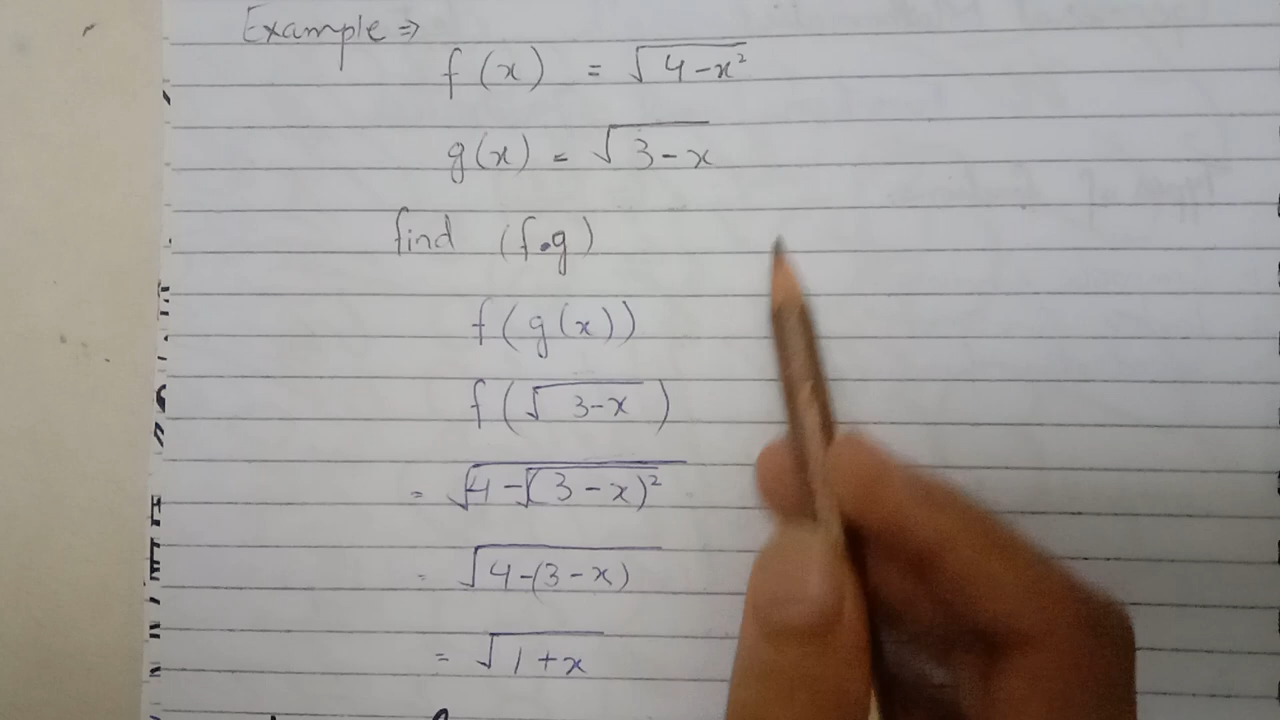 Example ⇒
f(x) = √4-x²
g(x) = √3-x
find (f∘g)
f(g(x))
f(√3-x)
= √4-√(3-x)²
= √4-(3-x)
= √1+x